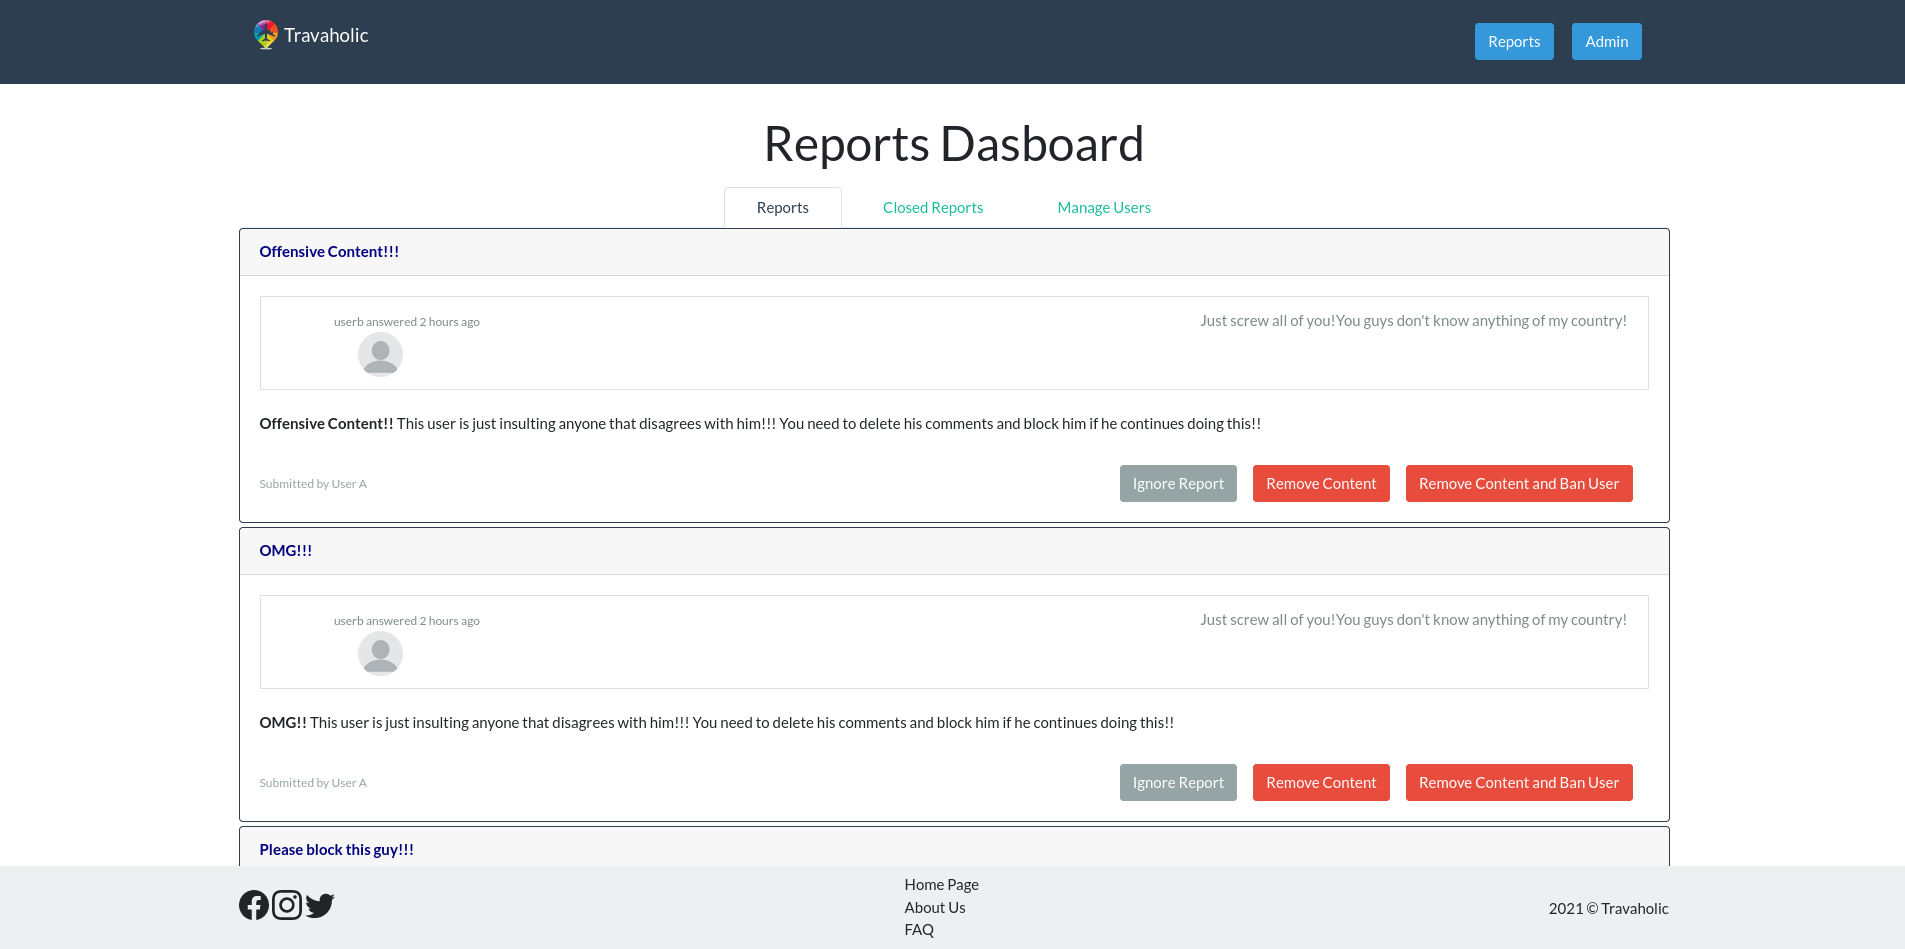 Travaholic
Reports
Admin
Reports Dasboard
Reports
Closed Reports
Manage Users
Offensive Content!!!
userb answered 2 hours ago
Just screw all of you!You guys don't know anything of my country!
Offensive Content!! This user is just insulting anyone that disagrees with him!!! You need to delete his comments and block him if he continues doing this!!
Submitted by User A
Ignore Report
Remove Content
Remove Content and Ban User
OMG!!!
userb answered 2 hours ago
Just screw all of you!You guys don't know anything of my country!
OMG!! This user is just insulting anyone that disagrees with him!!! You need to delete his comments and block him if he continues doing this!!
Submitted by User A
Ignore Report
Remove Content
Remove Content and Ban User
Please block this guy!!!
Home Page
About Us
FAQ
2021 © Travaholic